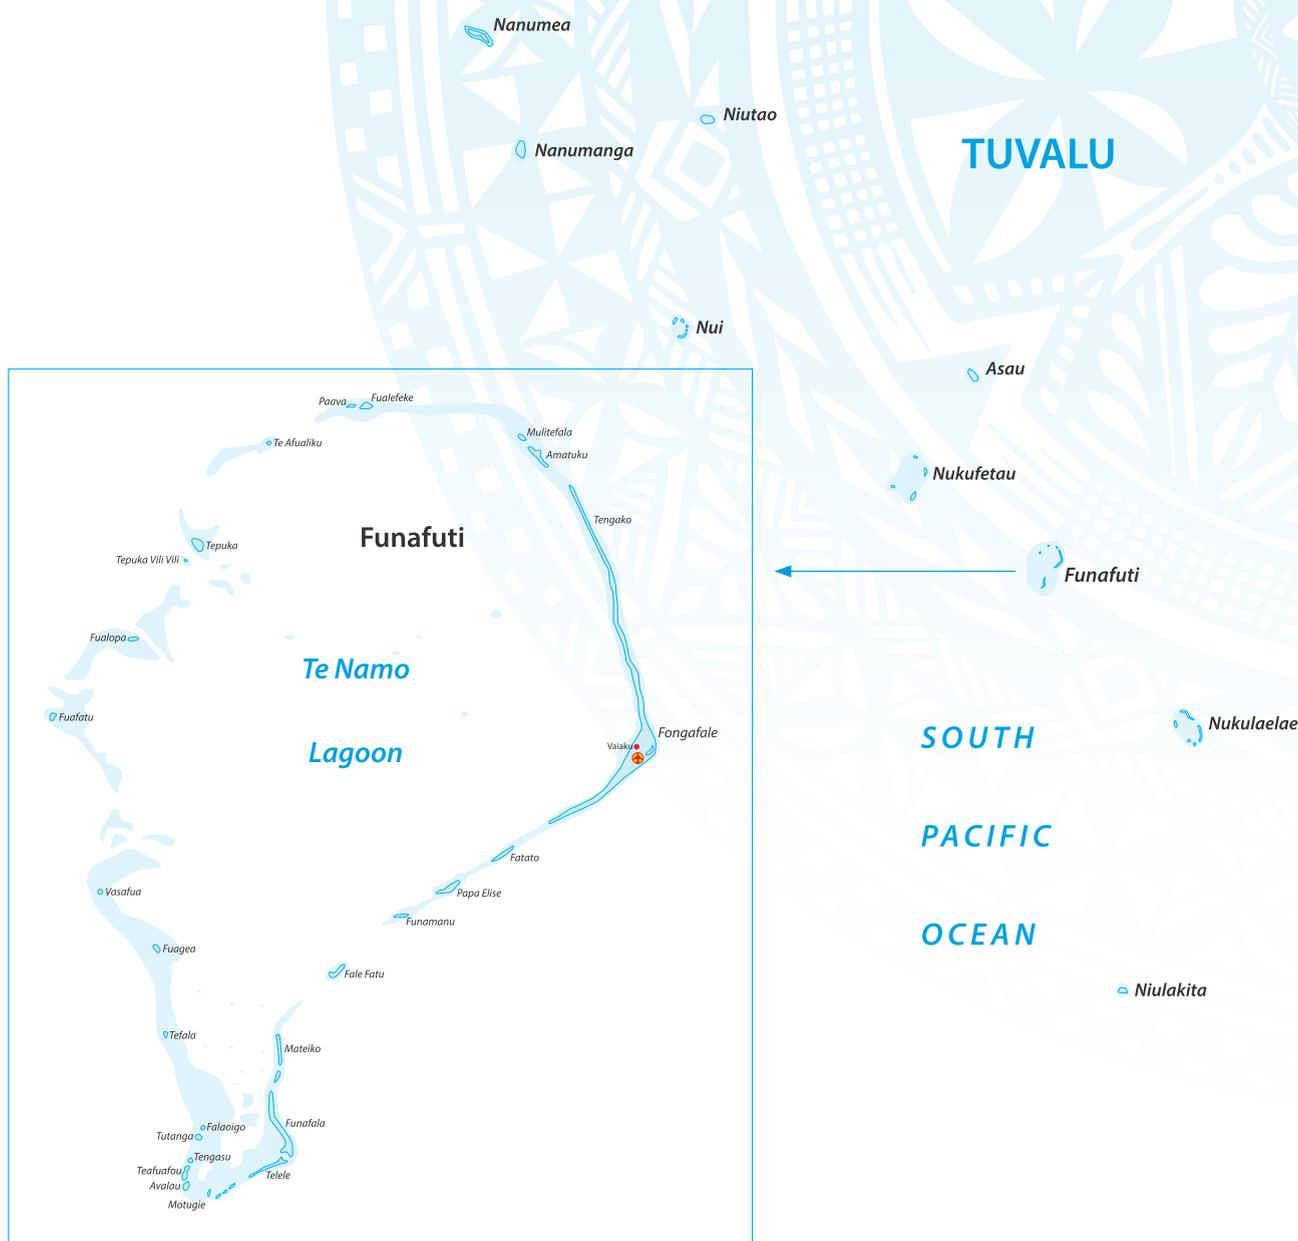 Nanumea
Niutao
TUVALU
Nanumanga
Nui
Asau
Paava
Fualefeke
Mulitefala
Te Afualiku
Amatuku
Nukufetau
Tengako
Funafuti
Tepuka
Tepuka Vili Vili
Funafuti
Fualopa
Te Namo
Lagoon
Fuafatu
Nukulaelae
Fongafale
Vaiaku
SOUTH
PACIFIC
OCEAN
Fatato
Vasafua
Papa Elise
Funamanu
Fuagea
Fale Fatu
Niulakita
Tefala
Mateiko
Funafala
Falaoigo
Tutanga
Tengasu
Teafuafou
Telele
Avalau
Motugie